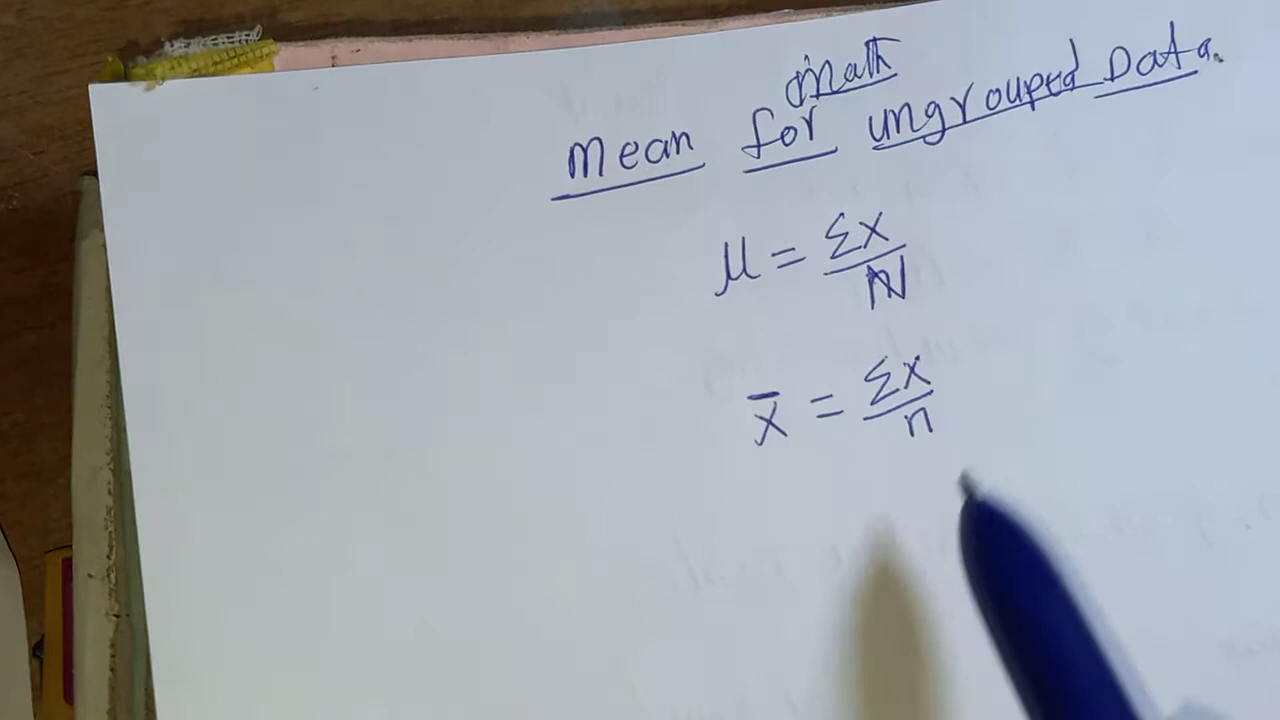 Math
Mean for ungrouped Data.
μ = Σx/N
x̄ = Σx/n